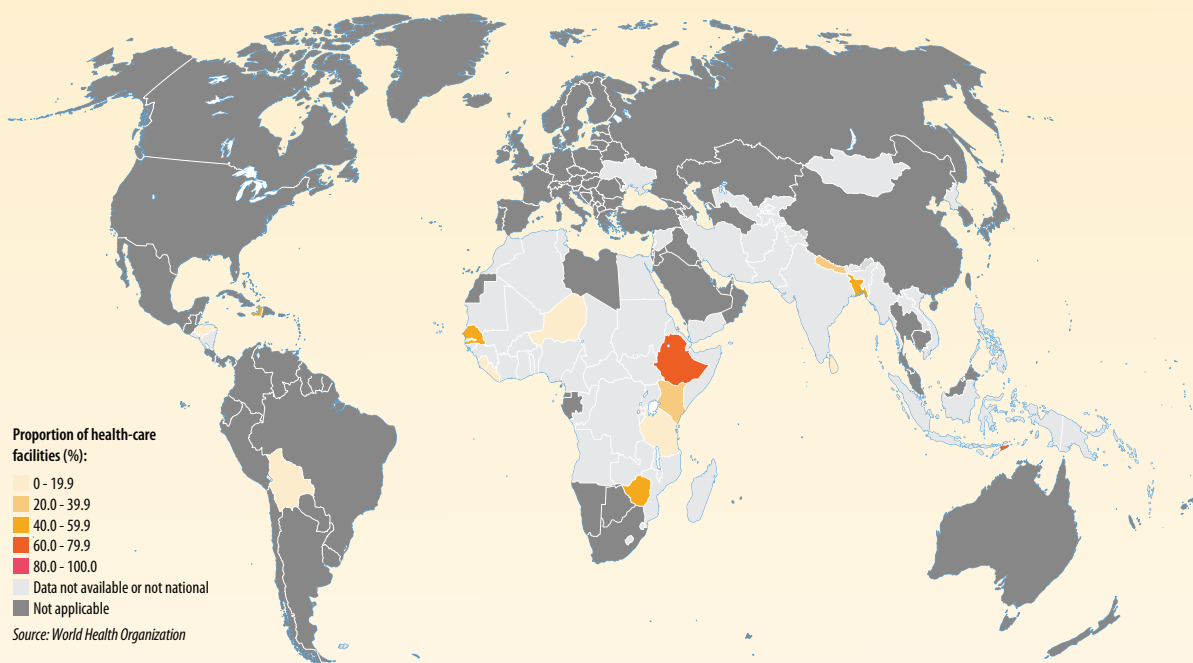 Proportion of health-care
facilities (%):
0 - 19.9
20.0 - 39.9
40.0 - 59.9
60.0 - 79.9
80.0 - 100.0
Data not available or not national
Not applicable
Source: World Health Organization